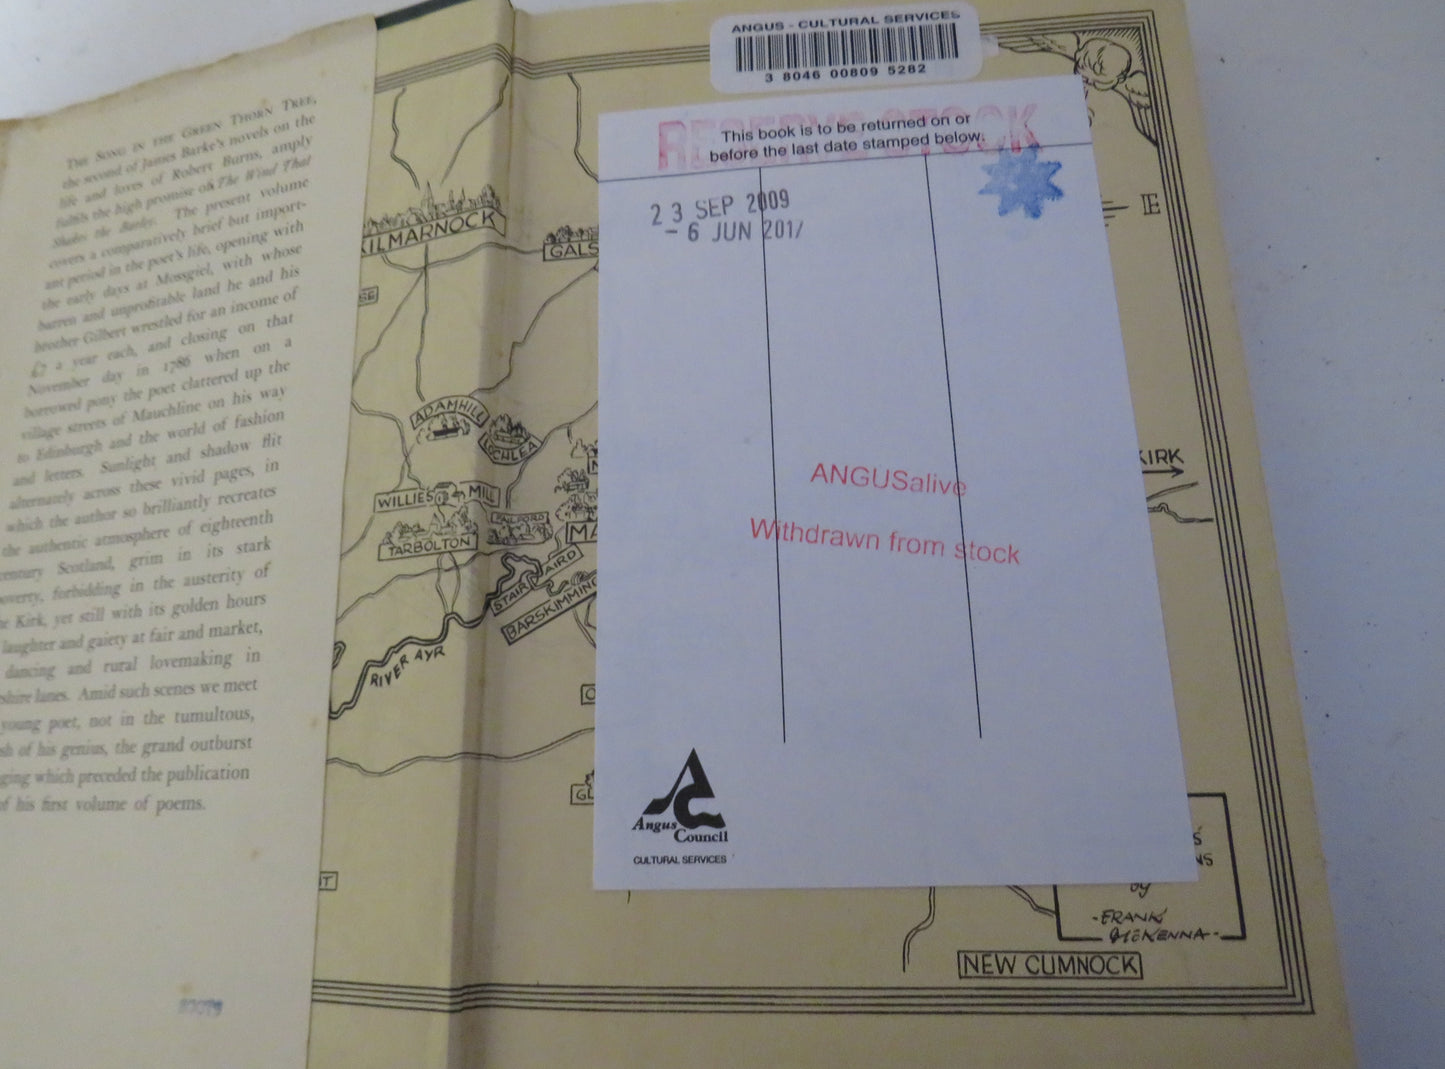 THE SONG IN THE GREEN THORN TREE,
the second of James Barke's novels on the
life and loves of Robert Burns, amply
fulfils the high promise of The Wind That
Shakes the Barley. The present volume
covers a comparatively brief but import-
ant period in the poet's life, opening with
the early days at Mossgiel, with whose
barren and unprofitable land he and his
brother Gilbert wrestled for an income of
£7 a year each, and closing on that
November day in 1786 when on a
borrowed pony the poet clattered up the
village streets of Mauchline on his way
to Edinburgh and the world of fashion
and letters. Sunlight and shadow flit
alternately across these vivid pages, in
which the author so brilliantly recreates
the authentic atmosphere of eighteenth
century Scotland, grim in its stark
poverty, forbidding in the austerity of
the Kirk, yet still with its golden hours
laughter and gaiety at fair and market,
dancing and rural lovemaking in
shire lanes. Amid such scenes we meet
young poet, not in the tumultous,
sh of his genius, the grand outburst
ging which preceded the publication
of his first volume of poems.
ANGUS - CULTURAL SERVICES
3 8046 00809 5282
RESERVE STOCK
This book is to be returned on or
before the last date stamped below.
23 SEP 2009
- 6 JUN 2017
ANGUSalive
Withdrawn from stock
Angus
Council
CULTURAL SERVICES
KILMARNOCK
GALS
SE
E
ADAMHILL
LOCHLEA
WILLIE'S MILL
TARBOLTON
FAILFORD
MA
STAIR
AIRD
BARSKIMMING
RIVER AYR
KIRK
GL
NS
by
FRANK
McKENNA
NEW CUMNOCK